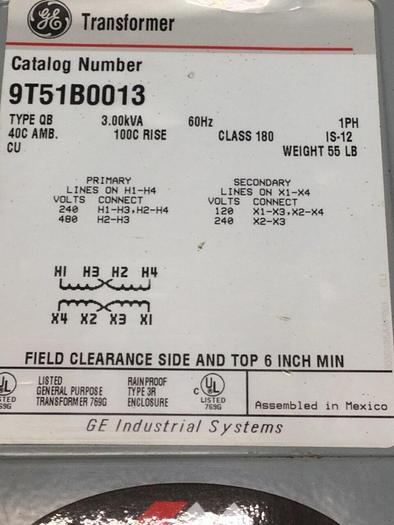 GE Transformer
Catalog Number
9T51B0013
TYPE QB 3.00kVA 60Hz 1PH
40C AMB. 100C RISE CLASS 180 IS-12
CU WEIGHT 55 LB
PRIMARY SECONDARY
LINES ON H1-H4 LINES ON X1-X4
VOLTS CONNECT VOLTS CONNECT
240 H1-H3,H2-H4 120 X1-X3,X2-X4
480 H2-H3 240 X2-X3
H1 H3 H2 H4
X4 X2 X3 X1
FIELD CLEARANCE SIDE AND TOP 6 INCH MIN
UL LISTED 769G
LISTED GENERAL PURPOSE TRANSFORMER 769G
RAINPROOF TYPE 3R ENCLOSURE
C UL LISTED 769G
Assembled in Mexico
GE Industrial Systems